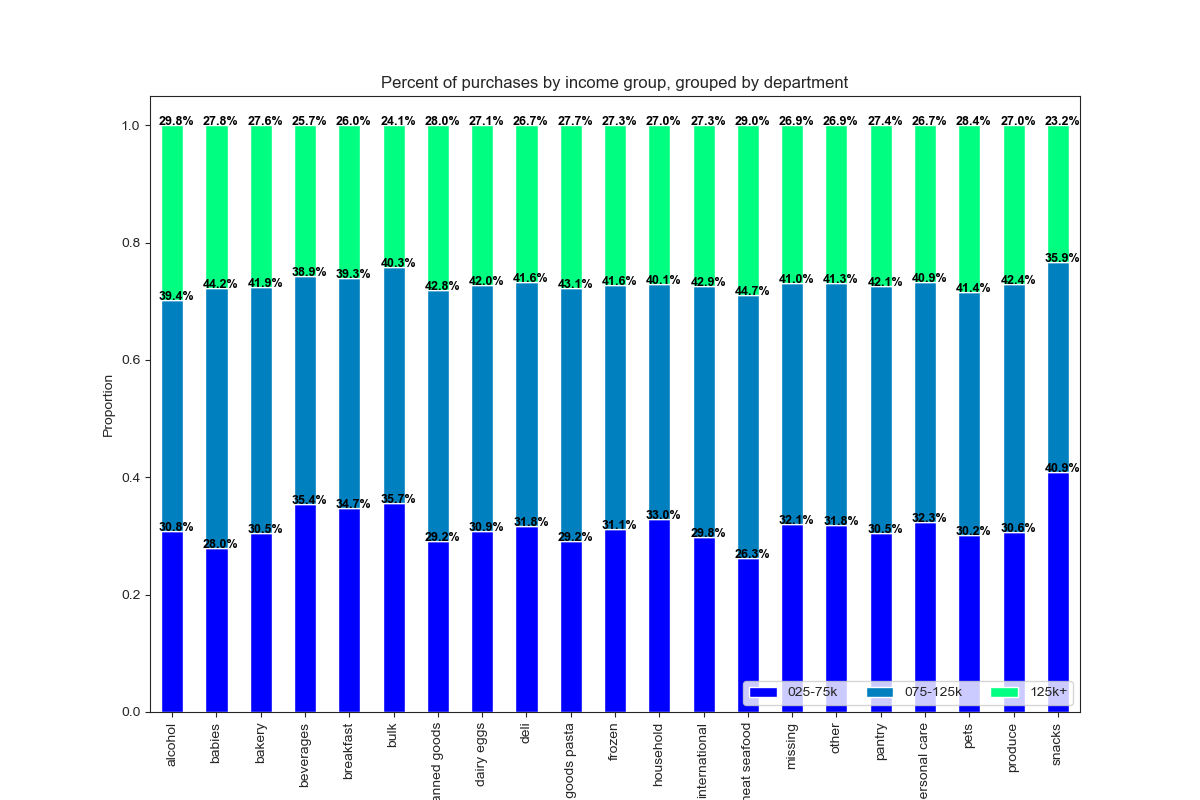 Percent of purchases by income group, grouped by department
29.8% 27.8% 27.6% 25.7% 26.0% 24.1% 28.0% 27.1% 26.7% 27.7% 27.3% 27.0% 27.3% 29.0% 26.9% 26.9% 27.4% 26.7% 28.4% 27.0% 23.2%
39.4% 44.2% 41.9% 38.9% 39.3% 40.3% 42.8% 42.0% 41.6% 43.1% 41.6% 40.1% 42.9% 44.7% 41.0% 41.3% 42.1% 40.9% 41.4% 42.4% 35.9%
30.8% 28.0% 30.5% 35.4% 34.7% 35.7% 29.2% 30.9% 31.8% 29.2% 31.1% 33.0% 29.8% 26.3% 32.1% 31.8% 30.5% 32.3% 30.2% 30.6% 40.9%
1.0
0.8
0.6
0.4
0.2
0.0
Proportion
025-75k 075-125k 125k+
alcohol
babies
bakery
beverages
breakfast
bulk
anned goods
dairy eggs
deli
goods pasta
frozen
household
international
neat seafood
missing
other
pantry
ersonal care
pets
produce
snacks